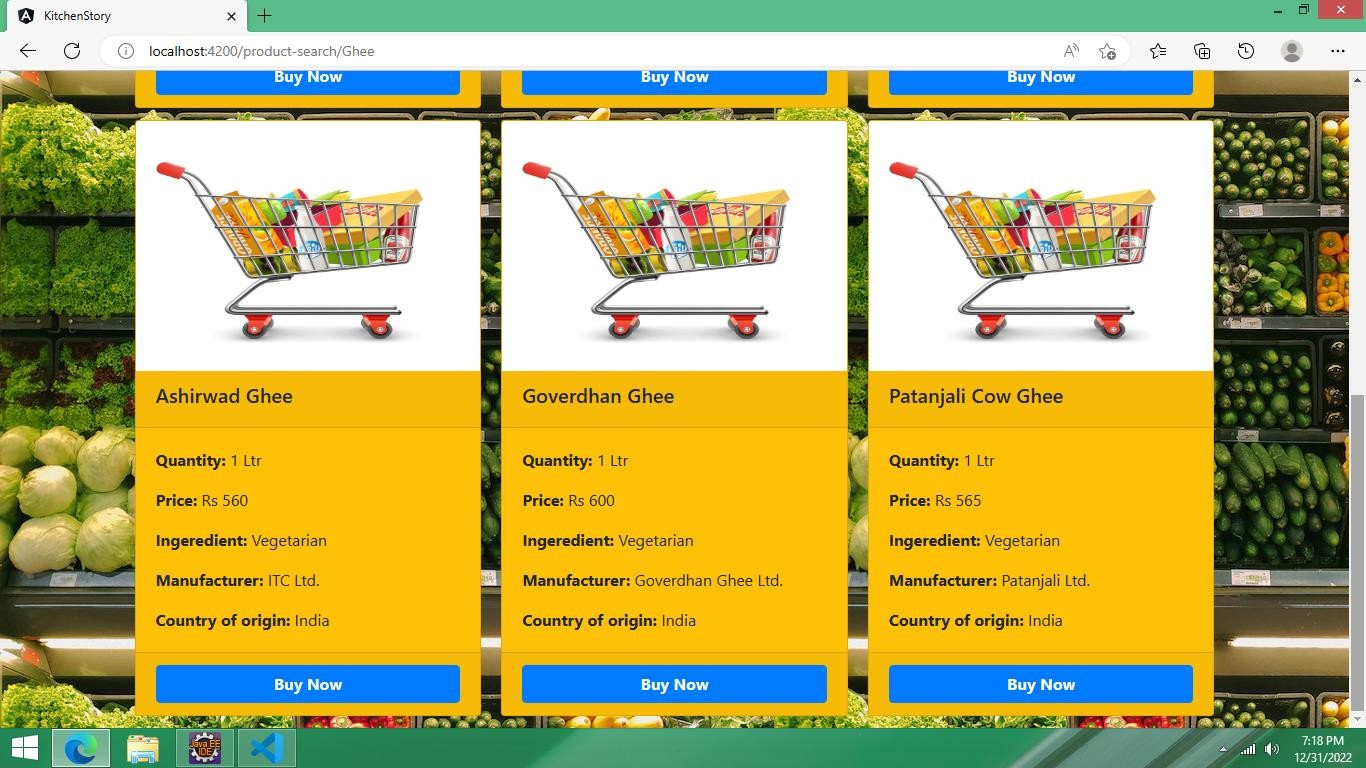 KitchenStory
localhost:4200/product-search/Ghee
Buy Now Buy Now Buy Now
Ashirwad Ghee
Quantity: 1 Ltr
Price: Rs 560
Ingeredient: Vegetarian
Manufacturer: ITC Ltd.
Country of origin: India
Buy Now
Goverdhan Ghee
Quantity: 1 Ltr
Price: Rs 600
Ingeredient: Vegetarian
Manufacturer: Goverdhan Ghee Ltd.
Country of origin: India
Buy Now
Patanjali Cow Ghee
Quantity: 1 Ltr
Price: Rs 565
Ingeredient: Vegetarian
Manufacturer: Patanjali Ltd.
Country of origin: India
Buy Now
Java EE
IDE
7:18 PM
12/31/2022